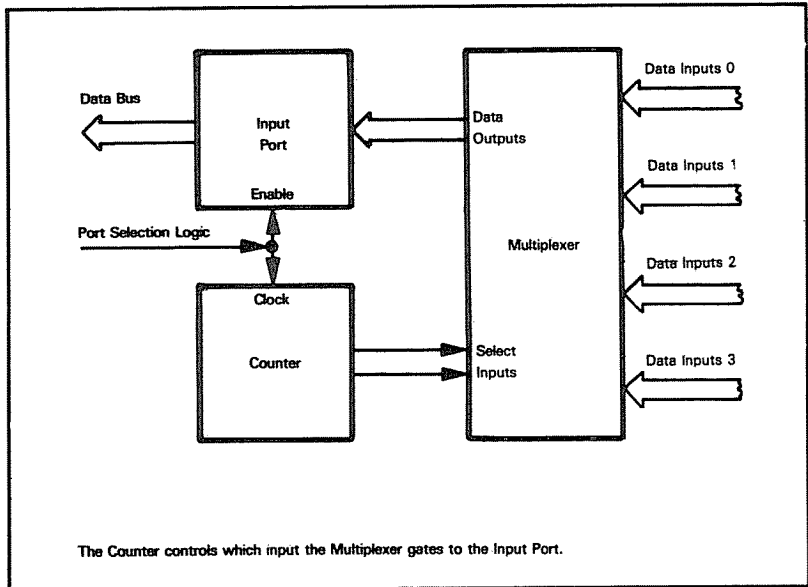 Data Bus
Input
Port
Enable
Port Selection Logic
Clock
Counter
Data
Outputs
Multiplexer
Select
Inputs
Data Inputs 0
Data Inputs 1
Data Inputs 2
Data Inputs 3
The Counter controls which input the Multiplexer gates to the Input Port.